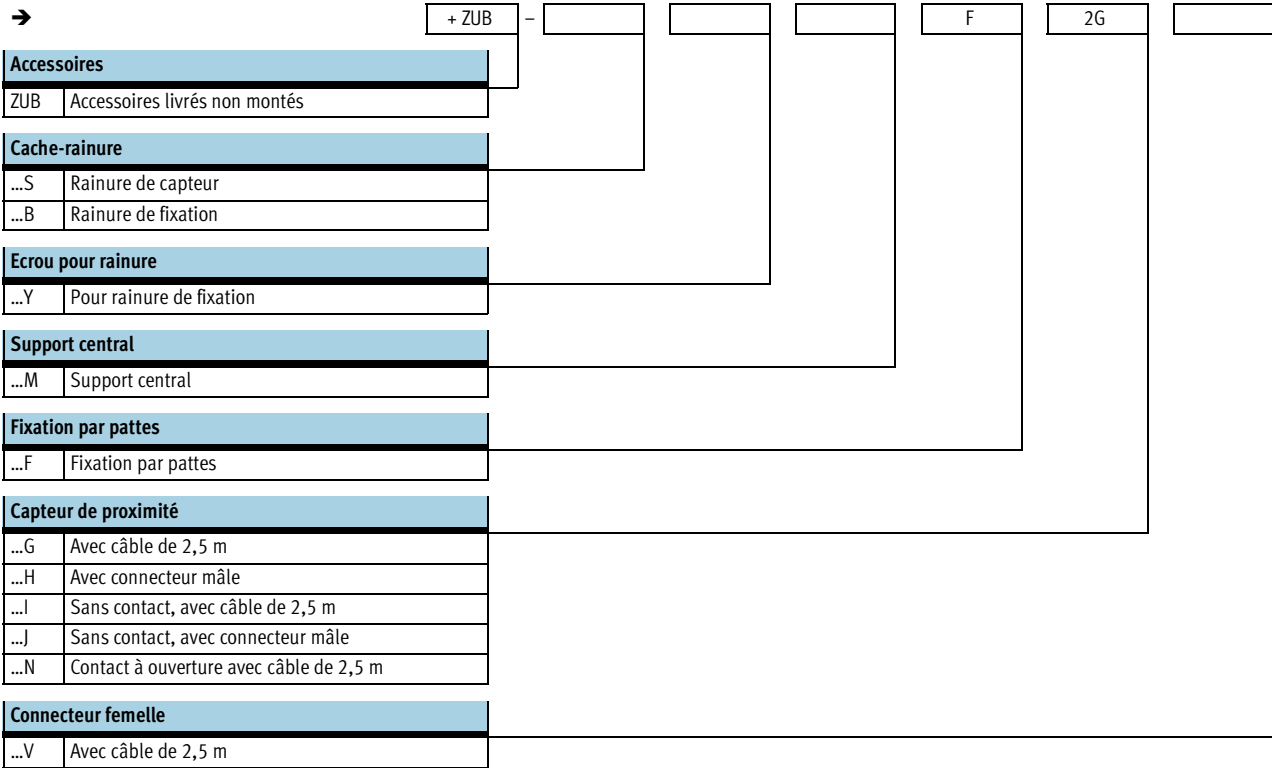 ➔ + ZUB – F 2G
Accessoires
ZUB Accessoires livrés non montés
Cache-rainure
...S Rainure de capteur
...B Rainure de fixation
Ecrou pour rainure
...Y Pour rainure de fixation
Support central
...M Support central
Fixation par pattes
...F Fixation par pattes
Capteur de proximité
...G Avec câble de 2,5 m
...H Avec connecteur mâle
...I Sans contact, avec câble de 2,5 m
...J Sans contact, avec connecteur mâle
...N Contact à ouverture avec câble de 2,5 m
Connecteur femelle
...V Avec câble de 2,5 m